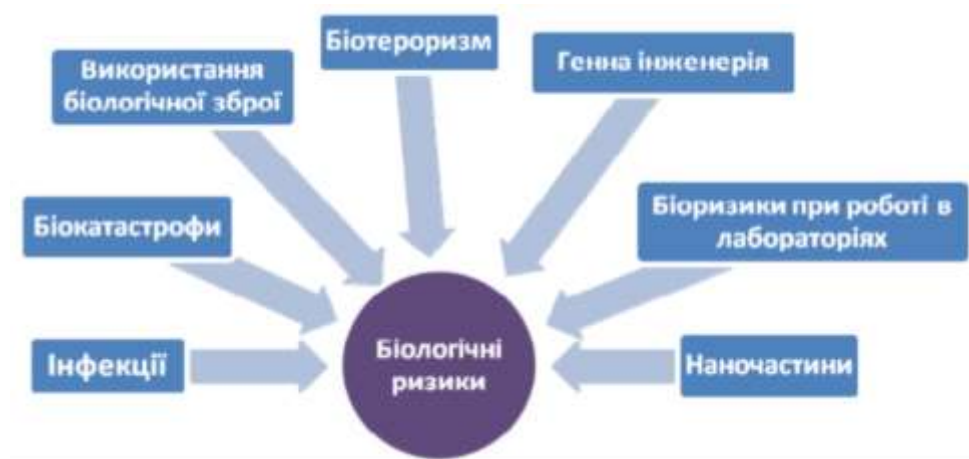 Біотероризм
Генна інженерія
Використання
біологічної зброї
Біоризики при роботі в
лабораторіях
Біокатастрофи
Біологічні
ризики
Інфекції
Наночастини